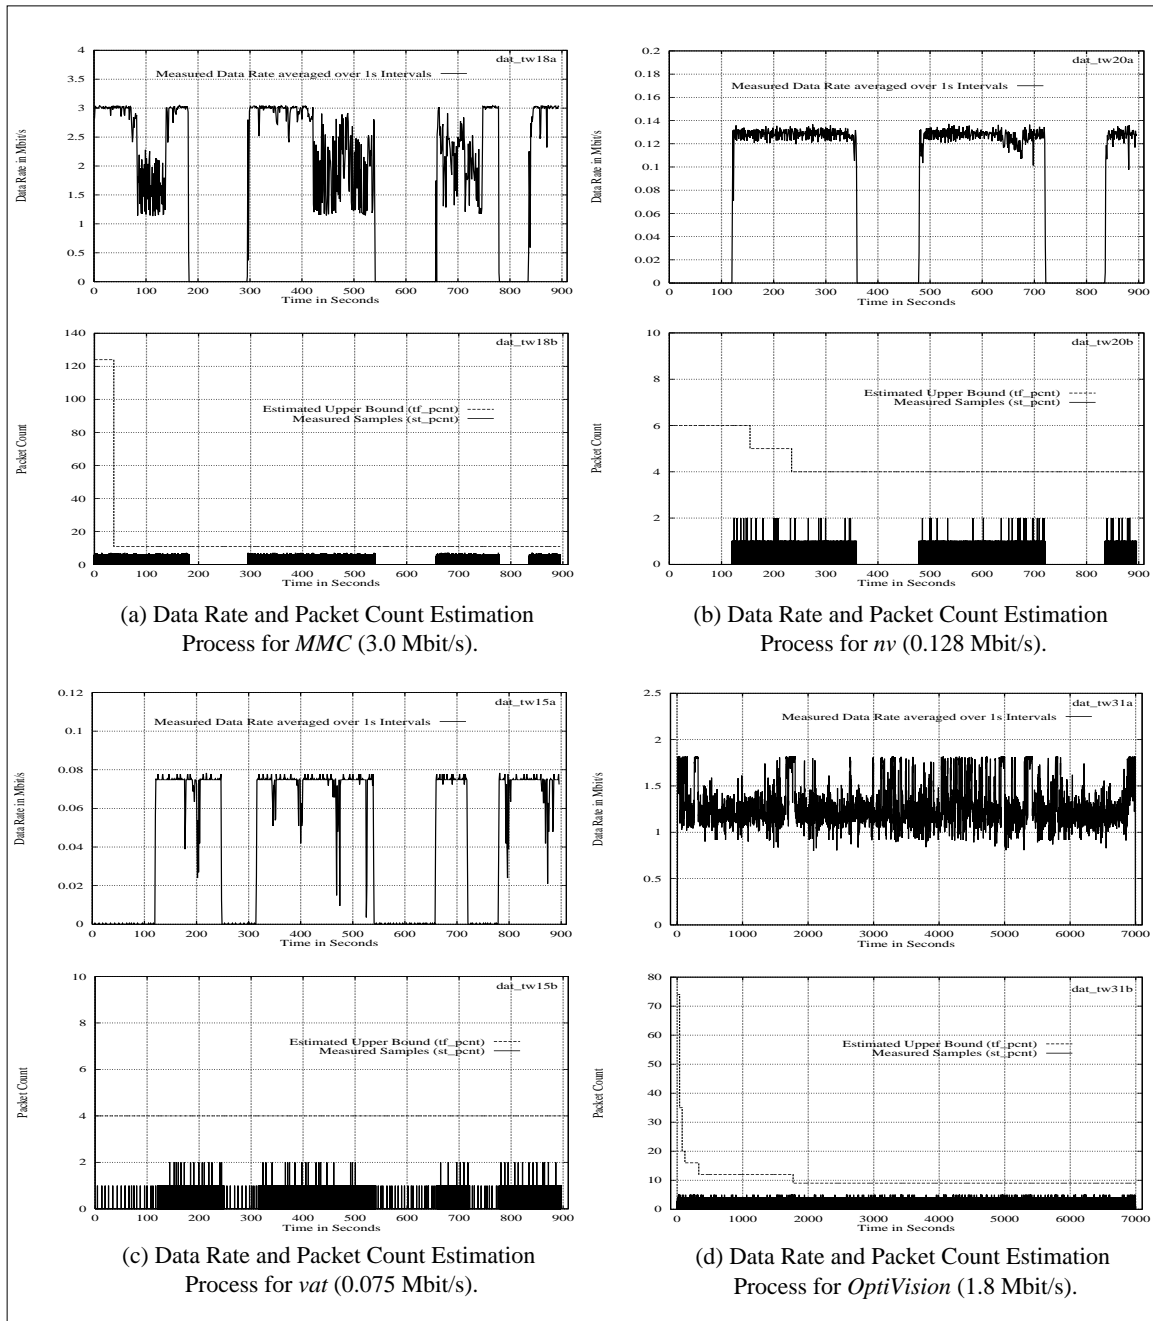 dat_tw18a
Measured Data Rate averaged over 1s Intervals
Data Rate in Mbit/s
4
3.5
3
2.5
2
1.5
1
0.5
0
0 100 200 300 400 500 600 700 800 900
Time in Seconds
dat_tw18b
Estimated Upper Bound (tf_pcnt)
Measured Samples (st_pcnt)
Packet Count
140
120
100
80
60
40
20
0
0 100 200 300 400 500 600 700 800 900
Time in Seconds
(a) Data Rate and Packet Count Estimation
Process for MMC (3.0 Mbit/s).
dat_tw20a
Measured Data Rate averaged over 1s Intervals
Data Rate in Mbit/s
0.2
0.18
0.16
0.14
0.12
0.1
0.08
0.06
0.04
0.02
0
0 100 200 300 400 500 600 700 800 900
Time in Seconds
dat_tw20b
Estimated Upper Bound (tf_pcnt)
Measured Samples (st_pcnt)
Packet Count
10
8
6
4
2
0
0 100 200 300 400 500 600 700 800 900
Time in Seconds
(b) Data Rate and Packet Count Estimation
Process for nv (0.128 Mbit/s).
dat_tw15a
Measured Data Rate averaged over 1s Intervals
Data Rate in Mbit/s
0.12
0.1
0.08
0.06
0.04
0.02
0
0 100 200 300 400 500 600 700 800 900
Time in Seconds
dat_tw15b
Estimated Upper Bound (tf_pcnt)
Measured Samples (st_pcnt)
Packet Count
10
8
6
4
2
0
0 100 200 300 400 500 600 700 800 900
Time in Seconds
(c) Data Rate and Packet Count Estimation
Process for vat (0.075 Mbit/s).
dat_tw31a
Measured Data Rate averaged over 1s Intervals
Data Rate in Mbit/s
2.5
2
1.5
1
0.5
0
0 1000 2000 3000 4000 5000 6000 7000
Time in Seconds
dat_tw31b
Estimated Upper Bound (tf_pcnt)
Measured Samples (st_pcnt)
Packet Count
80
70
60
50
40
30
20
10
0
0 1000 2000 3000 4000 5000 6000 7000
Time in Seconds
(d) Data Rate and Packet Count Estimation
Process for OptiVision (1.8 Mbit/s).